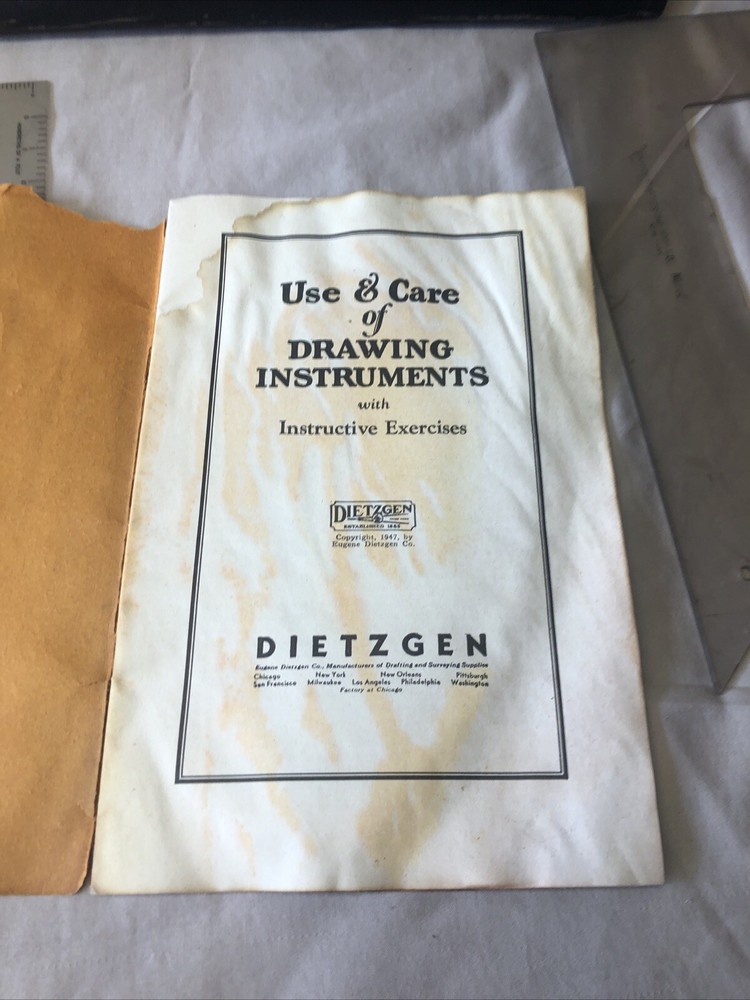 Use & Care
of
DRAWING
INSTRUMENTS
with
Instructive Exercises
DIETZGEN
ESTABLISHED 1885
Copyright, 1947, by
Eugene Dietzgen Co.
DIETZGEN
Eugene Dietzgen Co., Manufacturers of Drafting and Surveying Supplies
Chicago New York New Orleans Pittsburgh
San Francisco Milwaukee Los Angeles Philadelphia Washington
Factory at Chicago